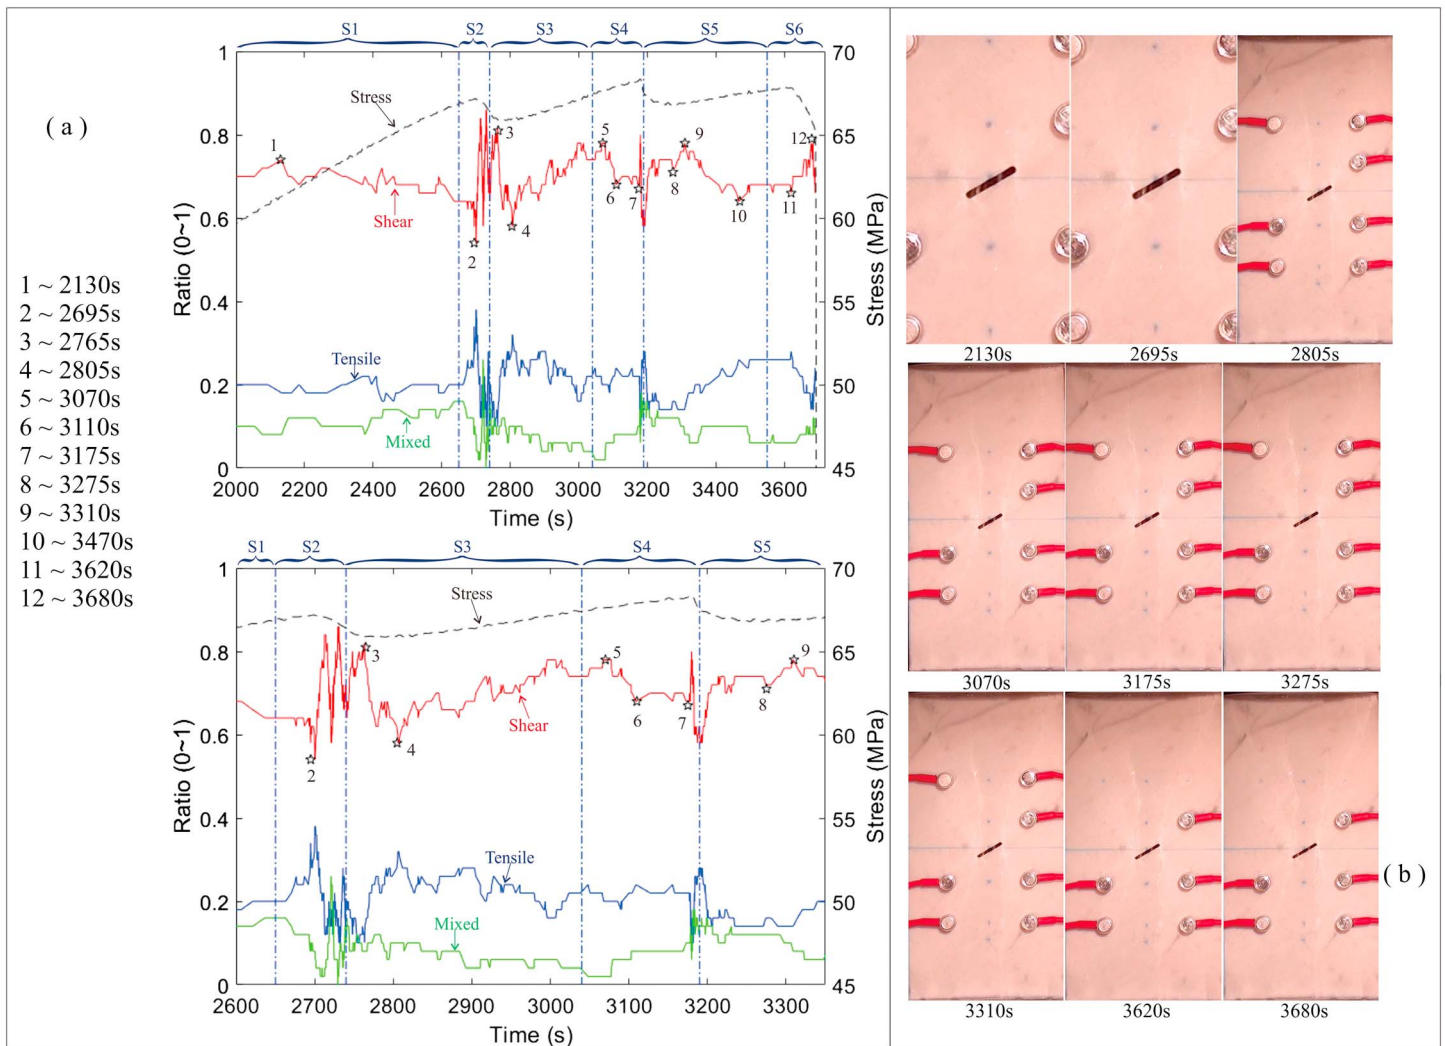 ( a )
1 ~ 2130s
2 ~ 2695s
3 ~ 2765s
4 ~ 2805s
5 ~ 3070s
6 ~ 3110s
7 ~ 3175s
8 ~ 3275s
9 ~ 3310s
10 ~ 3470s
11 ~ 3620s
12 ~ 3680s
S1 S2 S3 S4 S5 S6
1 70
Stress
0.8 65
1 3 5 9 12
Shear
6 7 8 10 11
4
2
0.6 60
Ratio (0~1)
Stress (MPa)
0.4 55
Tensile
0.2 50
Mixed
0 45
2000 2200 2400 2600 2800 3000 3200 3400 3600
Time (s)
S1 S2 S3 S4 S5
1 70
Stress
0.8 65
3 5 9
Shear
6 7 8
4
2
0.6 60
Ratio (0~1)
Stress (MPa)
0.4 55
Tensile
0.2 50
Mixed
0 45
2600 2700 2800 2900 3000 3100 3200 3300
Time (s)
2130s 2695s 2805s
3070s 3175s 3275s
( b )
3310s 3620s 3680s